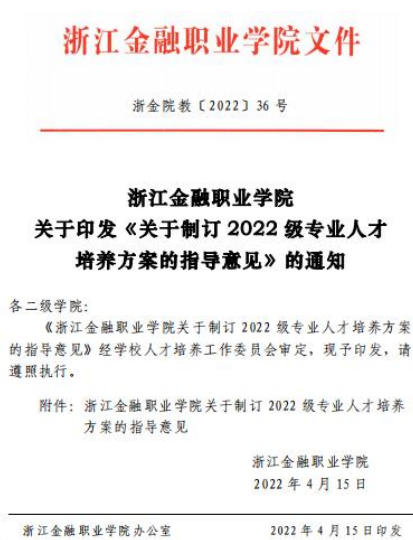 浙江金融职业学院文件
浙金院教〔2022〕36 号
浙江金融职业学院
关于印发《关于制订 2022 级专业人才
培养方案的指导意见》的通知
各二级学院：
《浙江金融职业学院关于制订 2022 级专业人才培养方案
的指导意见》经学校人才培养工作委员会审定，现予印发，请
遵照执行。
附件：浙江金融职业学院关于制订 2022 级专业人才培养
方案的指导意见
浙江金融职业学院
2022 年 4 月 15 日
浙江金融职业学院办公室 2022 年 4 月 15 日印发